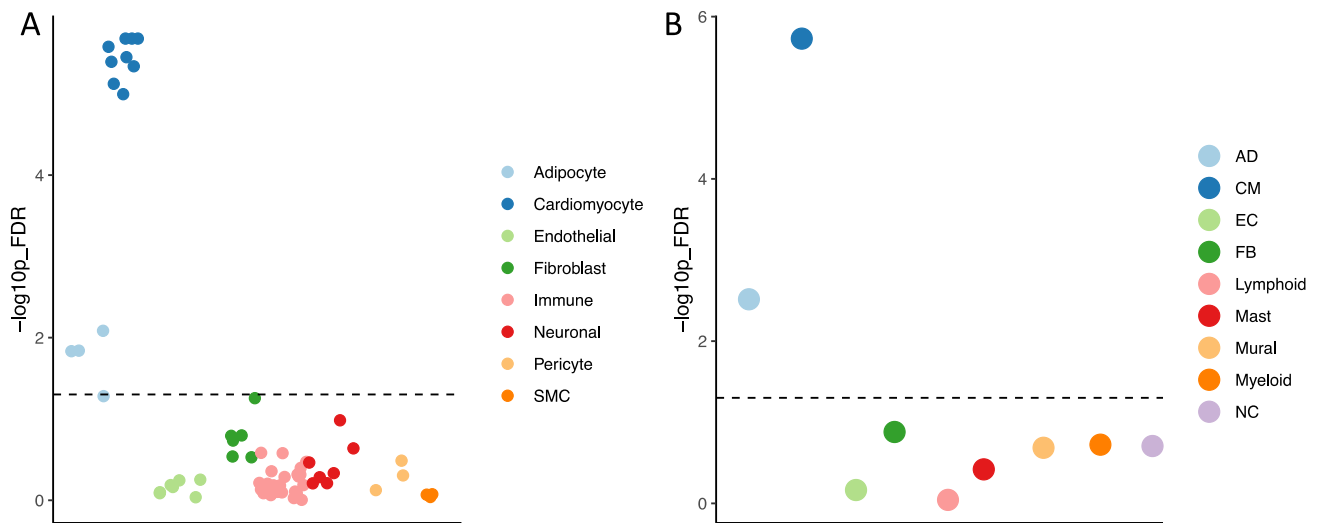 A
−log10p_FDR
4
2
0
Adipocyte
Cardiomyocyte
Endothelial
Fibroblast
Immune
Neuronal
Pericyte
SMC
B
−log10p_FDR
6
4
2
0
AD
CM
EC
FB
Lymphoid
Mast
Mural
Myeloid
NC